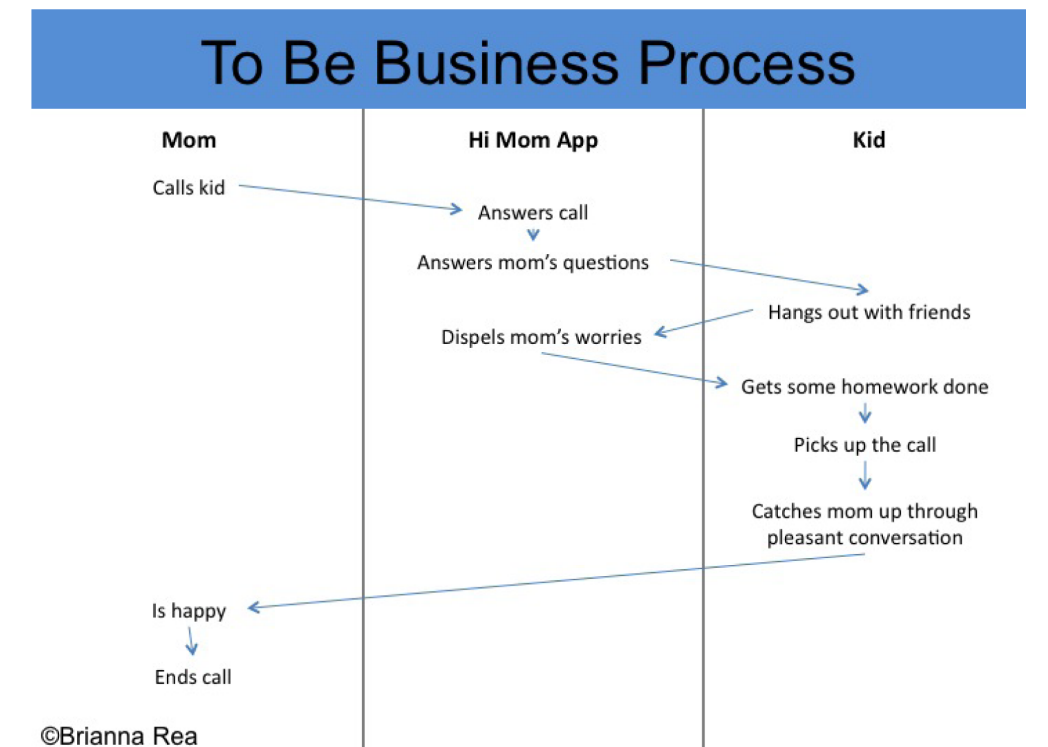 To Be Business Process
Mom
Hi Mom App
Kid
Calls kid
Answers call
Answers mom's questions
Hangs out with friends
Dispels mom's worries
Gets some homework done
Picks up the call
Catches mom up through
pleasant conversation
Is happy
Ends call
©Brianna Rea